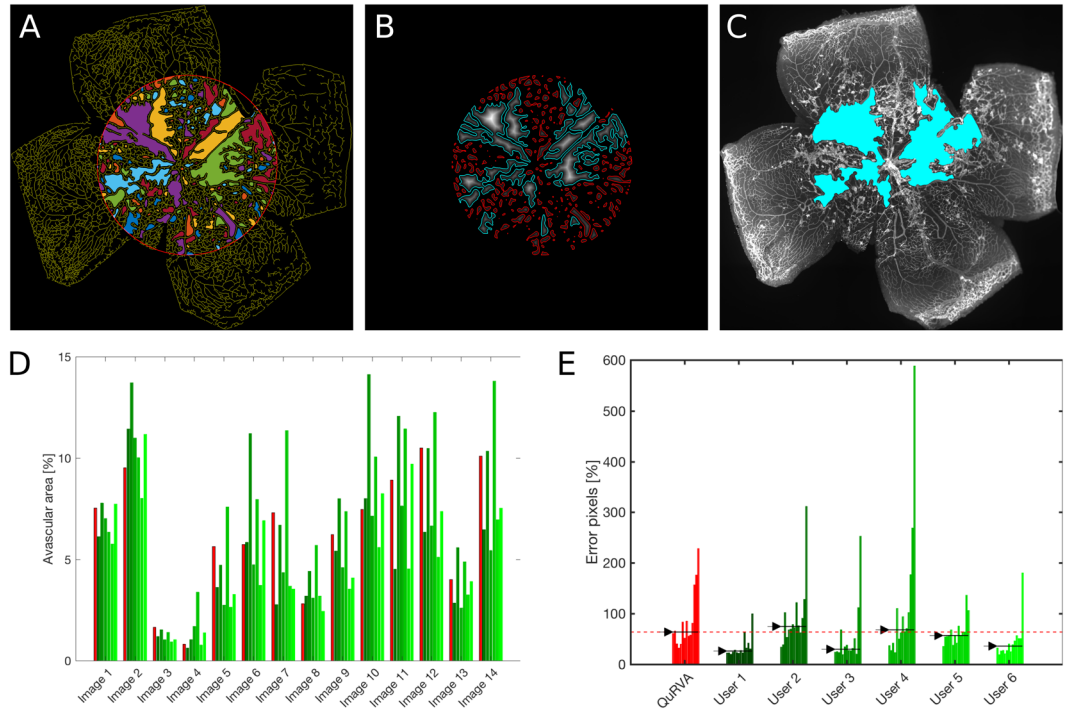 A
B
C
D
Avascular area [%]
15
10
5
0
Image 1
Image 2
Image 3
Image 4
Image 5
Image 6
Image 7
Image 8
Image 9
Image 10
Image 11
Image 12
Image 13
Image 14
E
Error pixels [%]
600
500
400
300
200
100
0
QuRVA
User 1
User 2
User 3
User 4
User 5
User 6